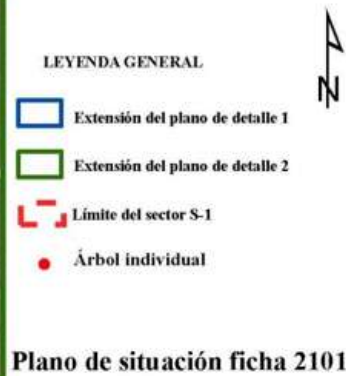 N
LEYENDA GENERAL
Extensión del plano de detalle 1
Extensión del plano de detalle 2
Límite del sector S-1
Árbol individual
Plano de situación ficha 2101